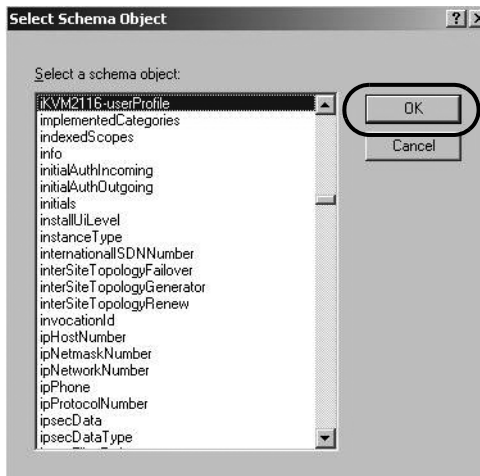 Select Schema Object
Select a schema object:
iKVM2116-userProfile
implementedCategories
indexedScopes
info
initialAuthIncoming
initialAuthOutgoing
initials
installUiLevel
instanceType
internationalISDNNumber
interSiteTopologyFailover
interSiteTopologyGenerator
interSiteTopologyRenew
invocationId
ipHostNumber
ipNetmaskNumber
ipNetworkNumber
ipPhone
ipProtocolNumber
ipsecData
ipsecDataType
OK
Cancel